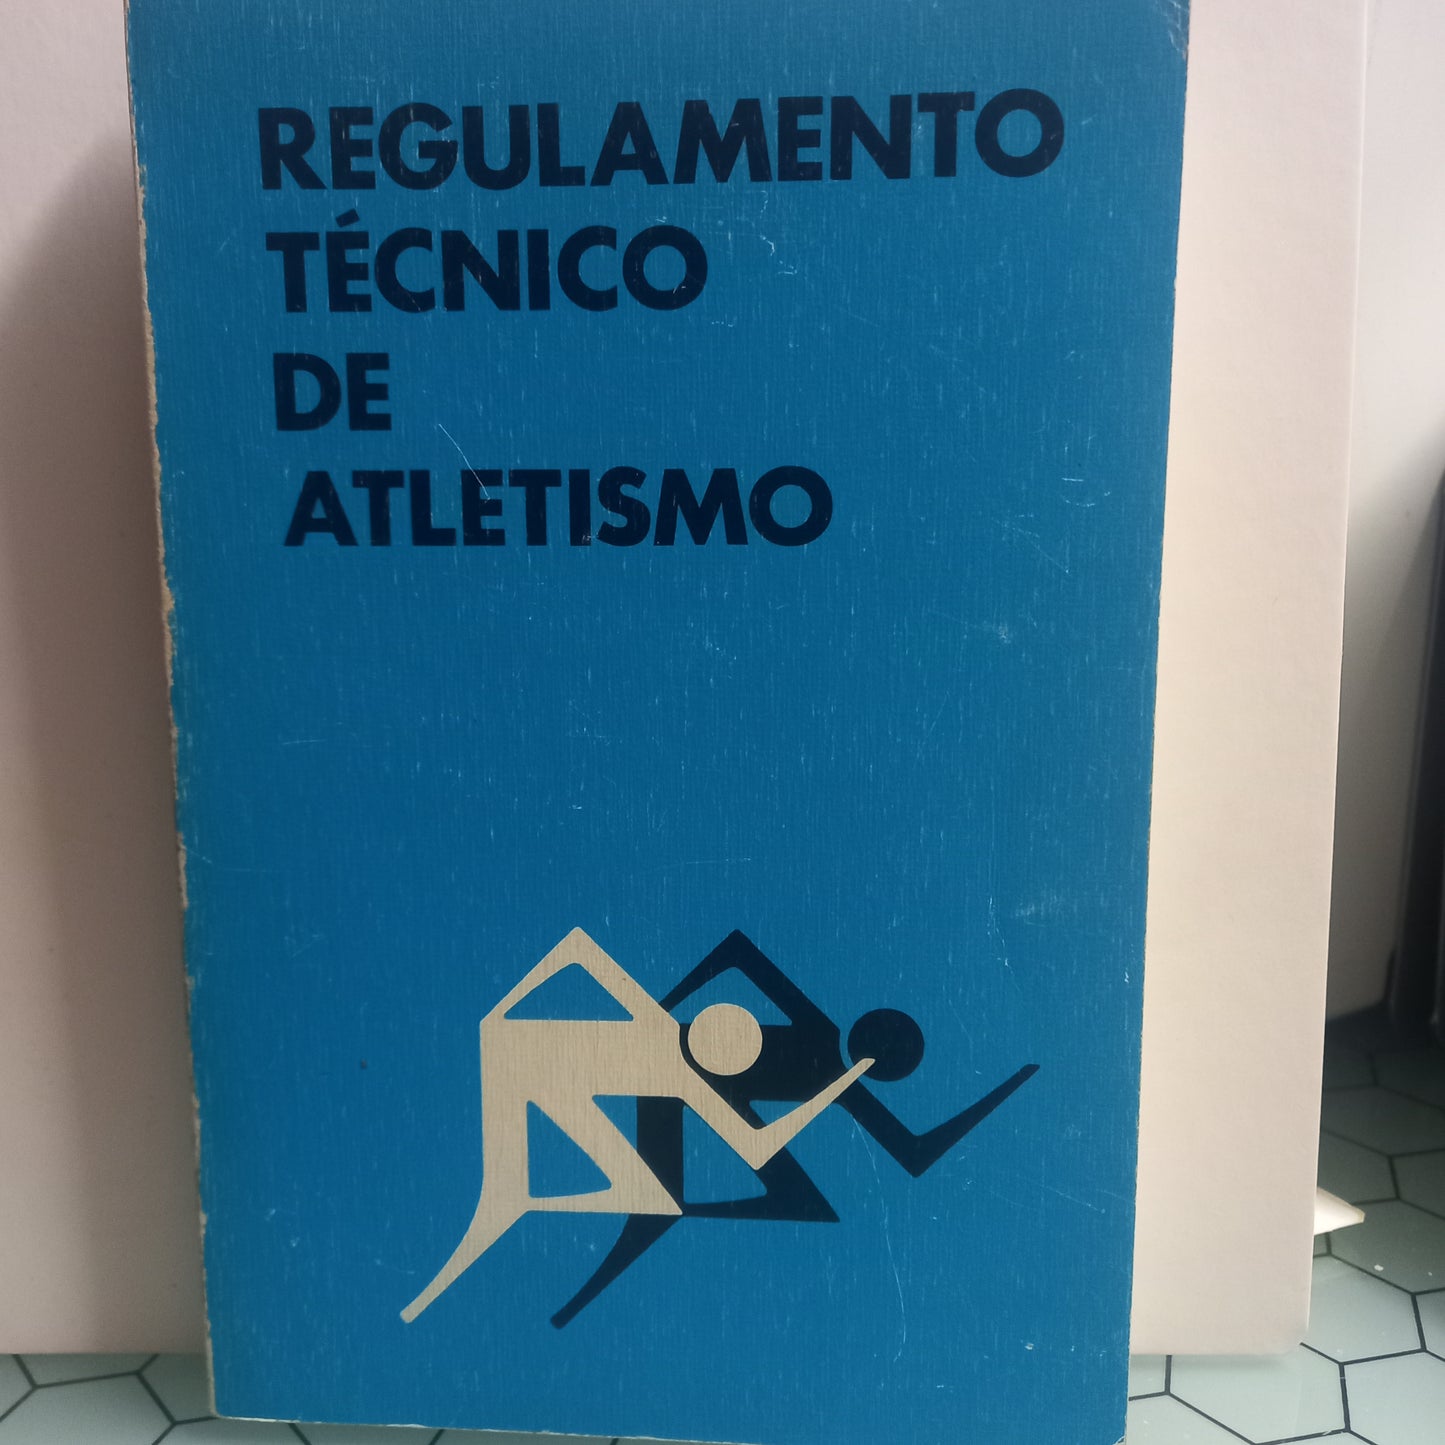 REGULAMENTO
TÉCNICO
DE
ATLETISMO